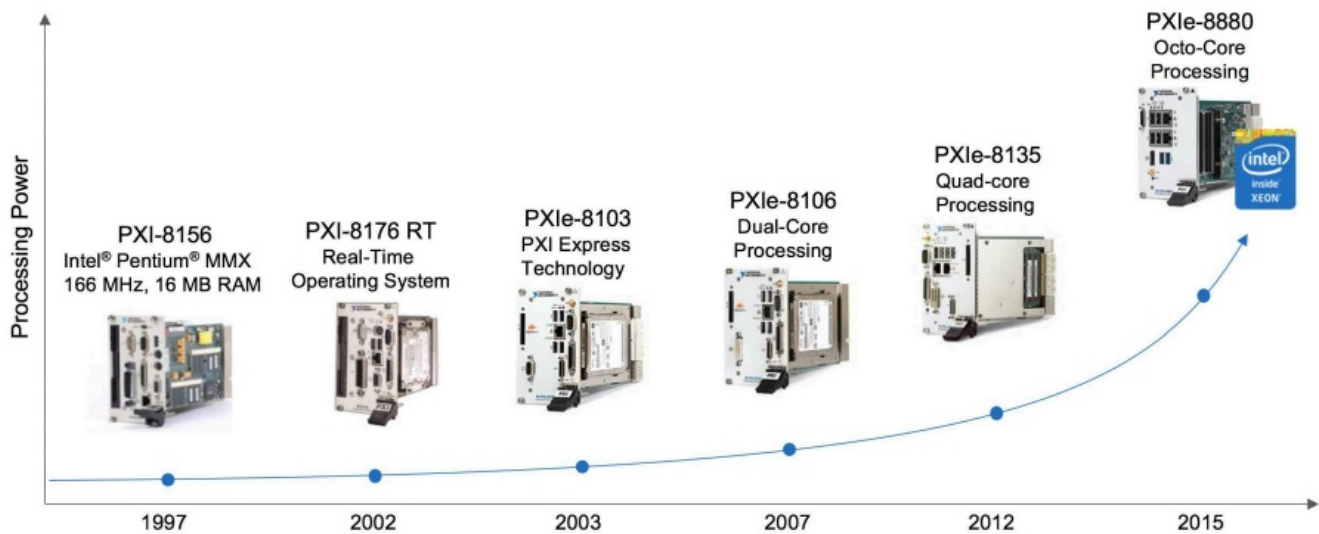 Processing Power
PXI-8156
Intel® Pentium® MMX
166 MHz, 16 MB RAM
PXI-8176 RT
Real-Time
Operating System
PXIe-8103
PXI Express
Technology
PXIe-8106
Dual-Core
Processing
PXIe-8135
Quad-core
Processing
PXIe-8880
Octo-Core
Processing
intel
inside
XEON
1997
2002
2003
2007
2012
2015